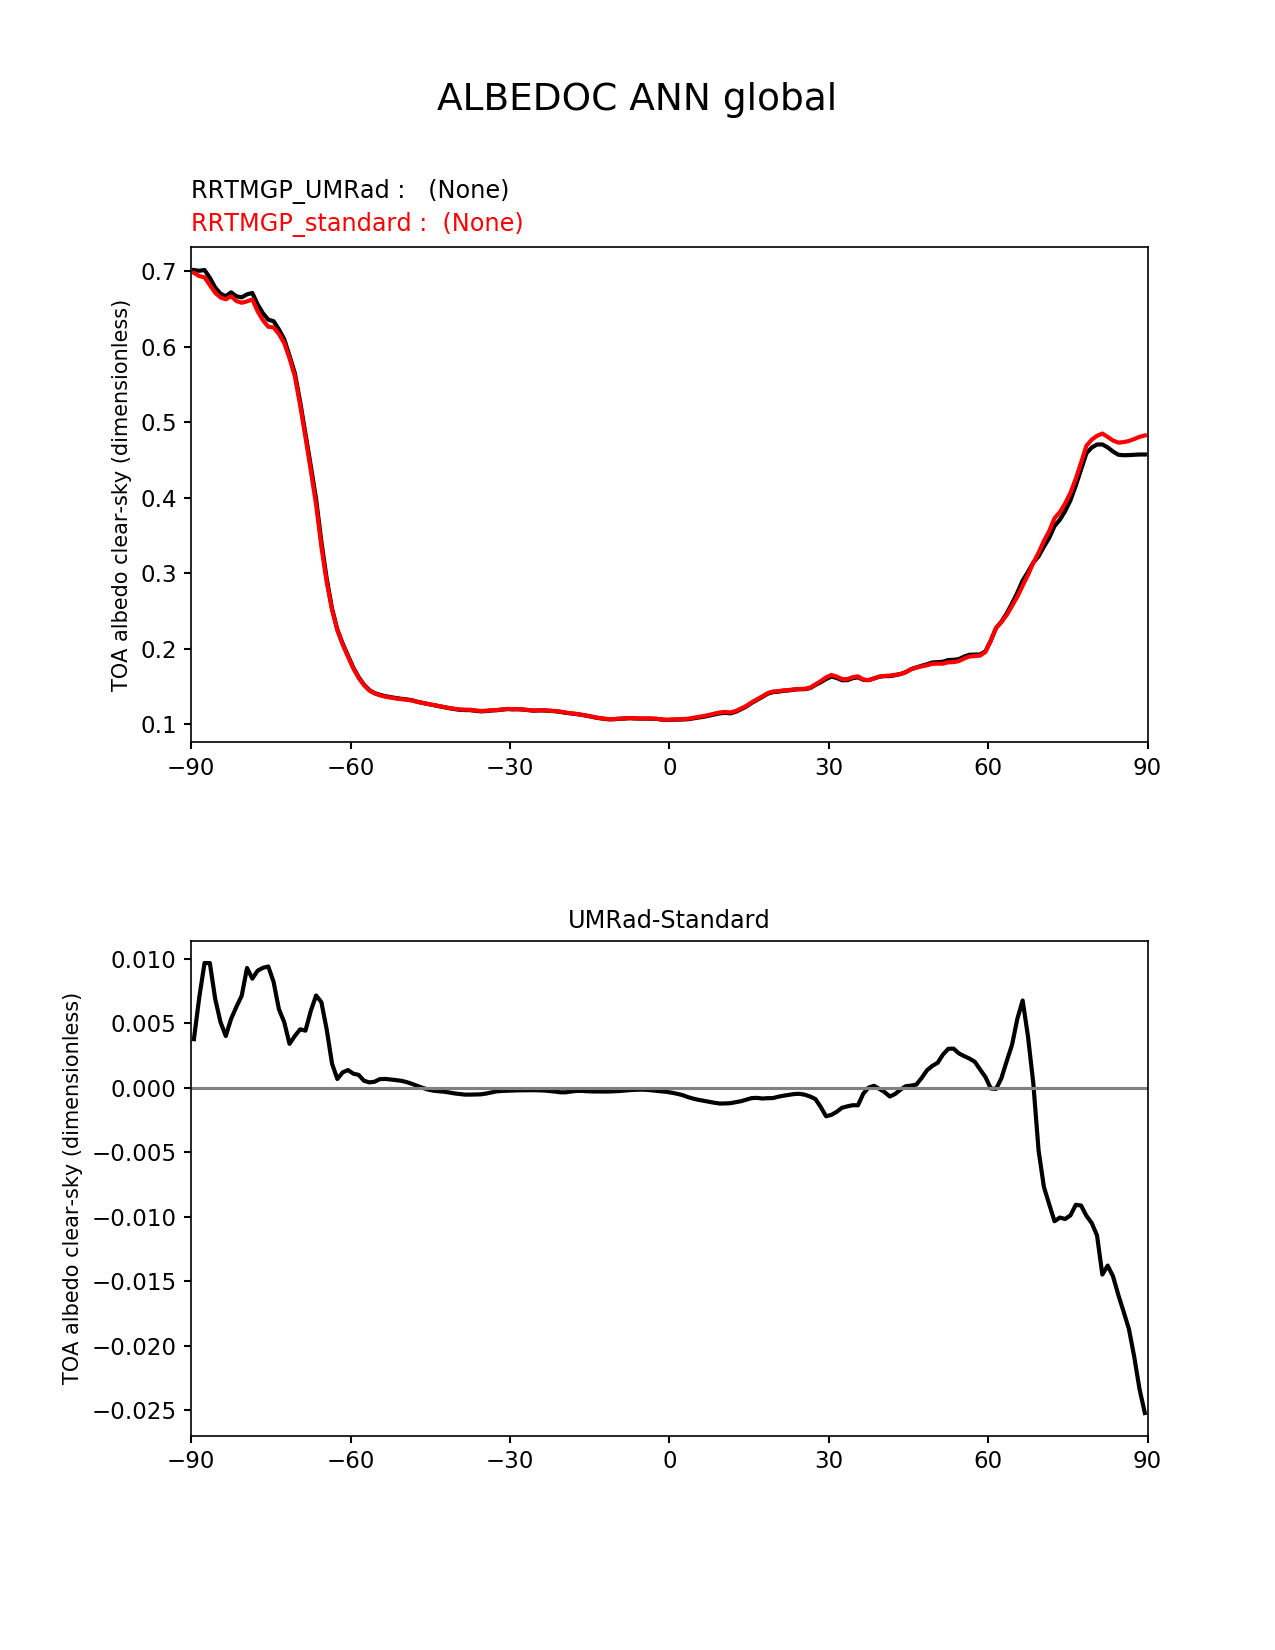 ALBEDOC ANN global
RRTMGP_UMRad :   (None)
RRTMGP_standard :  (None)
TOA albedo clear-sky (dimensionless)
0.7
0.6
0.5
0.4
0.3
0.2
0.1
−90 −60 −30 0 30 60 90
UMRad-Standard
TOA albedo clear-sky (dimensionless)
0.010
0.005
0.000
−0.005
−0.010
−0.015
−0.020
−0.025
−90 −60 −30 0 30 60 90